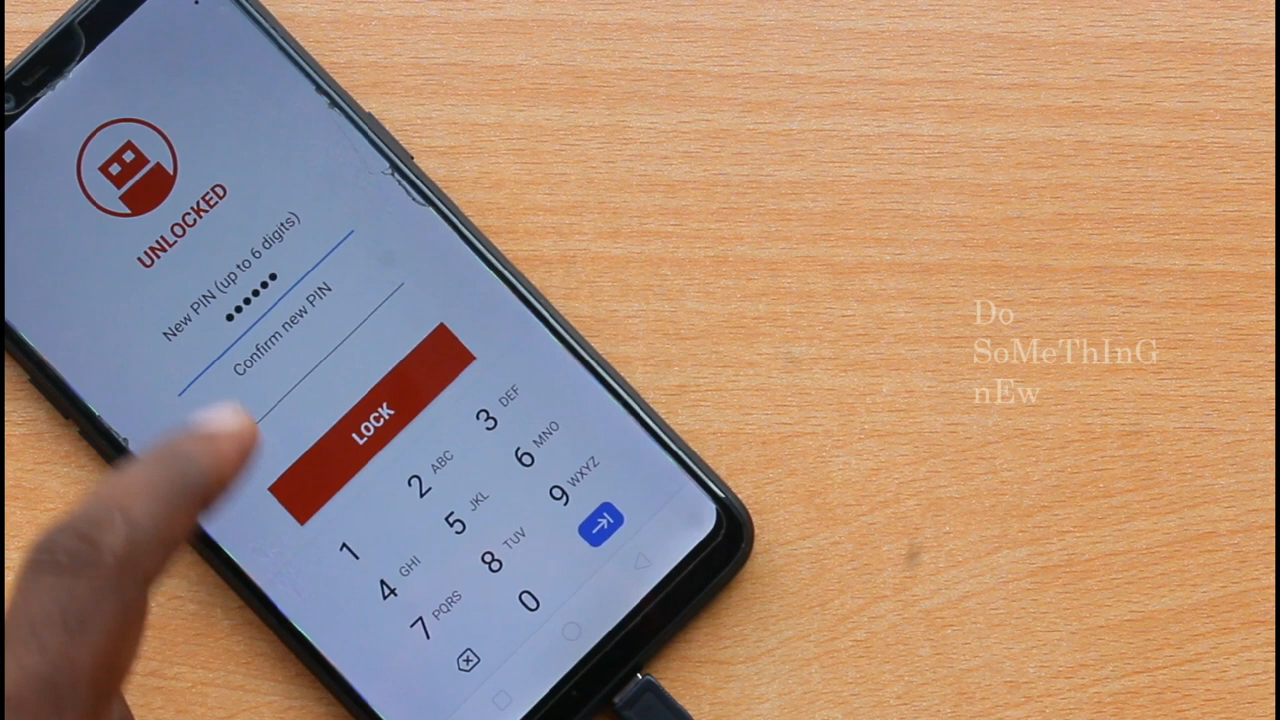 UNLOCKED
New PIN (up to 6 digits)
••••••
Confirm new PIN
LOCK
1
2 ABC
3 DEF
4 GHI
5 JKL
6 MNO
7 PQRS
8 TUV
9 WXYZ
0
Do
SoMeThInG
nEw